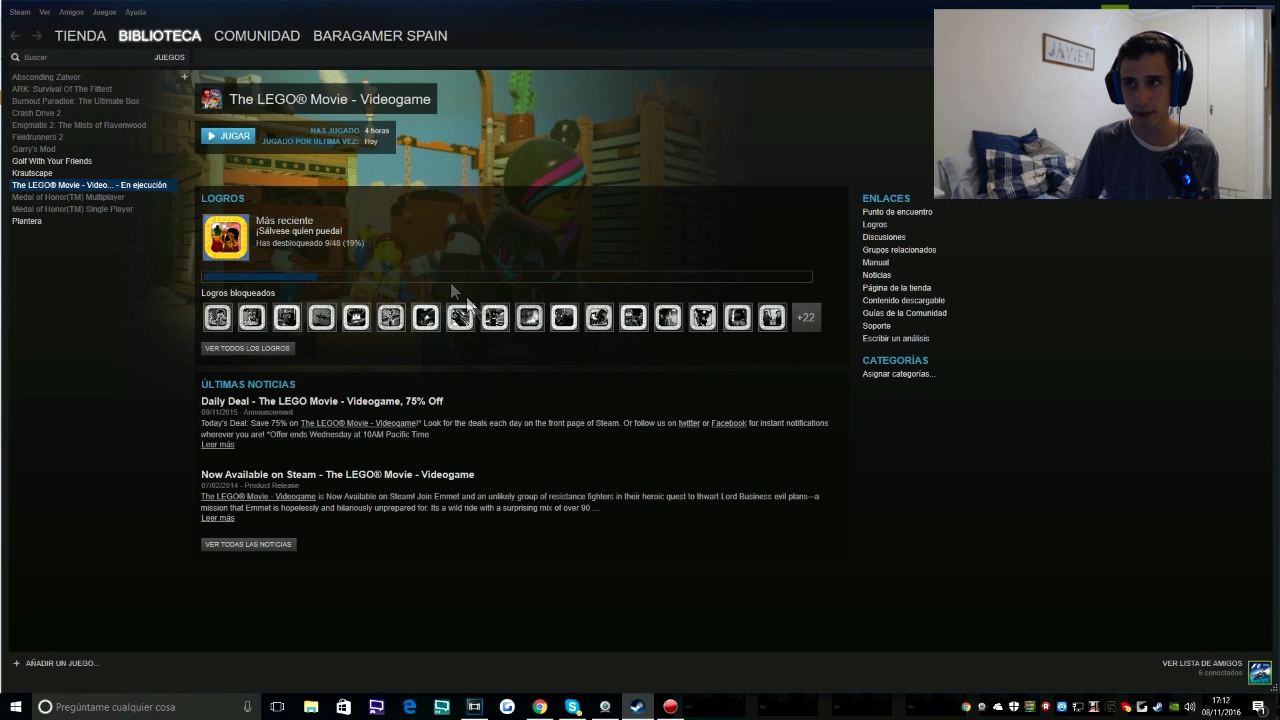 Steam Ver Amigos Juegos Ayuda
TIENDA BIBLIOTECA COMUNIDAD BARAGAMER SPAIN
Buscar JUEGOS
JAVIER
Absconding Zatwor
ARK: Survival Of The Fittest
Burnout Paradise: The Ultimate Box
Crash Drive 2
Enigmatis 2: The Mists of Ravenwood
Fieldrunners 2
Garry's Mod
Golf With Your Friends
Krautscape
The LEGO® Movie - Video... - En ejecución
Medal of Honor(TM) Multiplayer
Medal of Honor(TM) Single Player
Plantera
The LEGO® Movie - Videogame
JUGAR
HAS JUGADO 4 horas
JUGADO POR ÚLTIMA VEZ: Hoy
LOGROS
Más reciente
¡Sálvese quien pueda!
Has desbloqueado 9/48 (19%)
Logros bloqueados
+22
VER TODOS LOS LOGROS
ÚLTIMAS NOTICIAS
Daily Deal - The LEGO Movie - Videogame, 75% Off
09/11/2015 - Announcement
Today's Deal: Save 75% on The LEGO® Movie - Videogame!* Look for the deals each day on the front page of Steam. Or follow us on twitter or Facebook for instant notifications
wherever you are! *Offer ends Wednesday at 10AM Pacific Time
Leer más
Now Available on Steam - The LEGO® Movie - Videogame
07/02/2014 - Product Release
The LEGO® Movie - Videogame is Now Available on Steam! Join Emmet and an unlikely group of resistance fighters in their heroic quest to thwart Lord Business evil plans—a
mission that Emmet is hopelessly and hilariously unprepared for. Its a wild ride with a surprising mix of over 90 ...
Leer más
VER TODAS LAS NOTICIAS
ENLACES
Punto de encuentro
Logros
Discusiones
Grupos relacionados
Manual
Noticias
Página de la tienda
Contenido descargable
Guías de la Comunidad
Soporte
Escribir un análisis
CATEGORÍAS
Asignar categorías...
AÑADIR UN JUEGO...
VER LISTA DE AMIGOS
6 conectados
Pregúntame cualquier cosa
17:12
08/11/2016